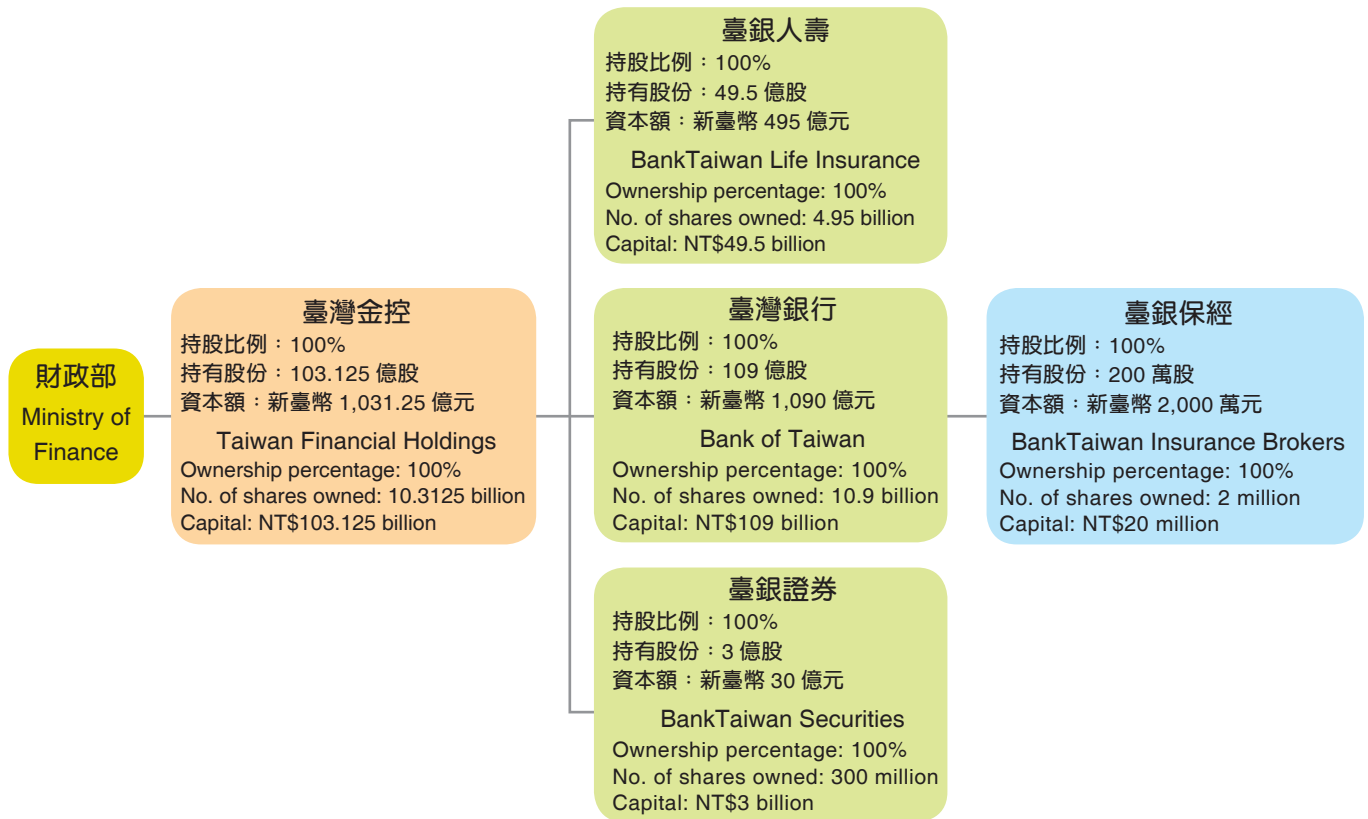 財政部
Ministry of
Finance
臺灣金控
持股比例：100%
持有股份：103.125 億股
資本額：新臺幣 1,031.25 億元
Taiwan Financial Holdings
Ownership percentage: 100%
No. of shares owned: 10.3125 billion
Capital: NT$103.125 billion
臺銀人壽
持股比例：100%
持有股份：49.5 億股
資本額：新臺幣 495 億元
BankTaiwan Life Insurance
Ownership percentage: 100%
No. of shares owned: 4.95 billion
Capital: NT$49.5 billion
臺灣銀行
持股比例：100%
持有股份：109 億股
資本額：新臺幣 1,090 億元
Bank of Taiwan
Ownership percentage: 100%
No. of shares owned: 10.9 billion
Capital: NT$109 billion
臺銀保經
持股比例：100%
持有股份：200 萬股
資本額：新臺幣 2,000 萬元
BankTaiwan Insurance Brokers
Ownership percentage: 100%
No. of shares owned: 2 million
Capital: NT$20 million
臺銀證券
持股比例：100%
持有股份：3 億股
資本額：新臺幣 30 億元
BankTaiwan Securities
Ownership percentage: 100%
No. of shares owned: 300 million
Capital: NT$3 billion